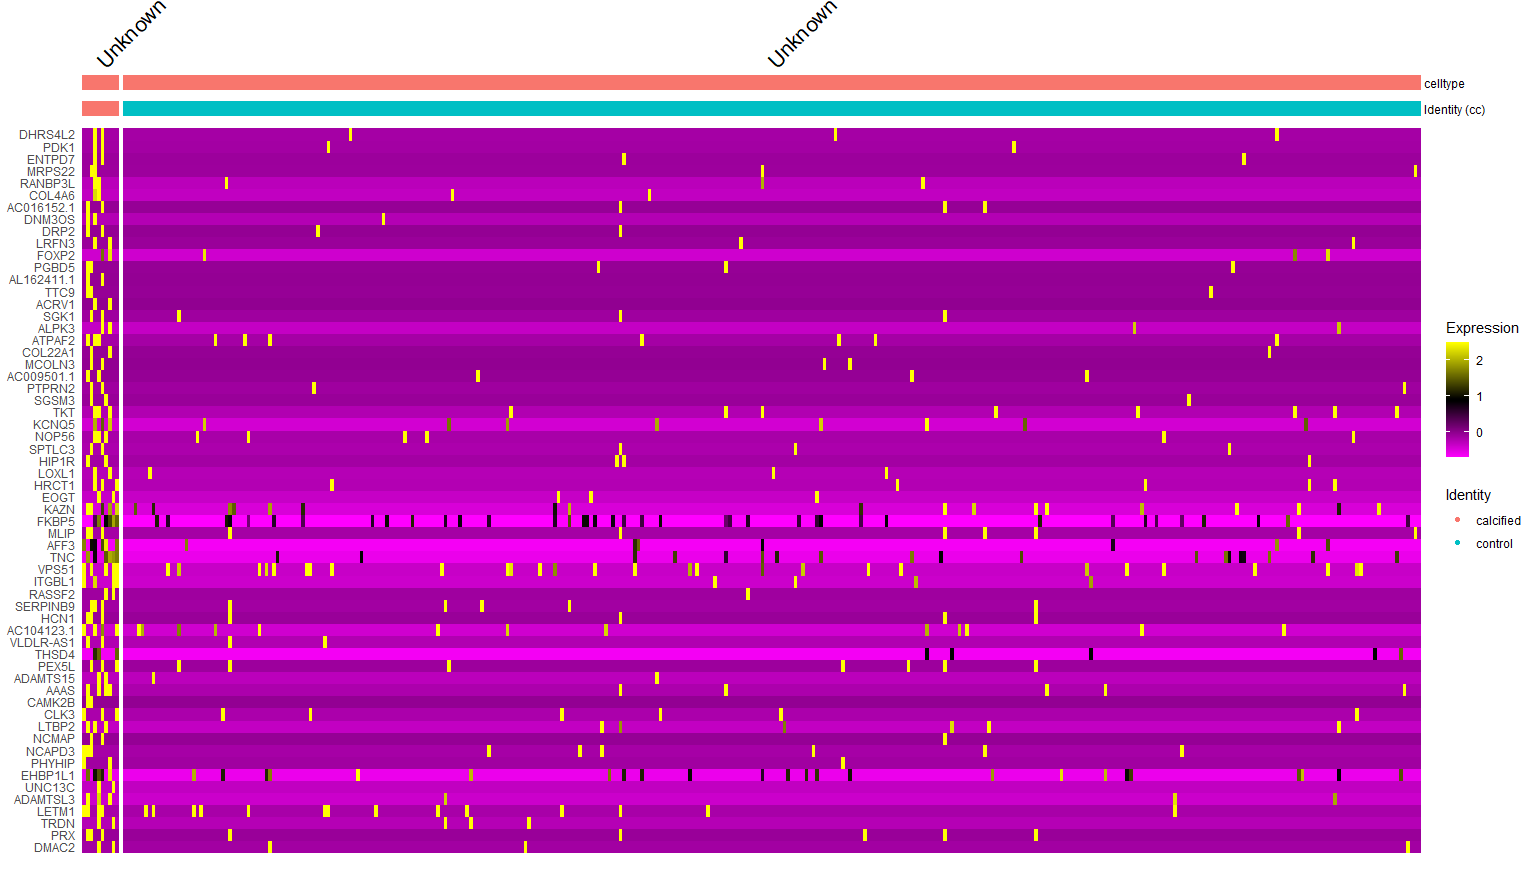 Unknown
Unknown
celltype
Identity (cc)
DHRS4L2
PDK1
ENTPD7
MRPS22
RANBP3L
COL4A6
AC016152.1
DNM3OS
DRP2
LRFN3
FOXP2
PGBD5
AL162411.1
TTC9
ACRV1
SGK1
ALPK3
ATPAF2
COL22A1
MCOLN3
AC009501.1
PTPRN2
SGSM3
TKT
KCNQ5
NOP56
SPTLC3
HIP1R
LOXL1
HRCT1
EOGT
KAZN
FKBP5
MLIP
AFF3
TNC
VPS51
ITGBL1
RASSF2
SERPINB9
HCN1
AC104123.1
VLDLR-AS1
THSD4
PEX5L
ADAMTS15
AAAS
CAMK2B
CLK3
LTBP2
NCMAP
NCAPD3
PHYHIP
EHBP1L1
UNC13C
ADAMTSL3
LETM1
TRDN
PRX
DMAC2
Expression
2
1
0
Identity
calcified
control